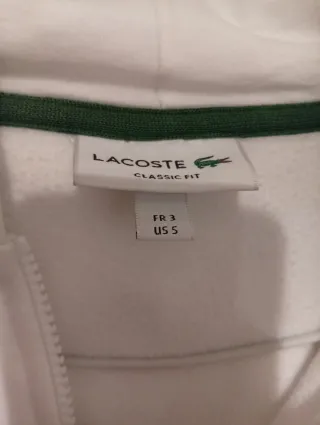 LACOSTE
CLASSIC FIT
FR 3
US S